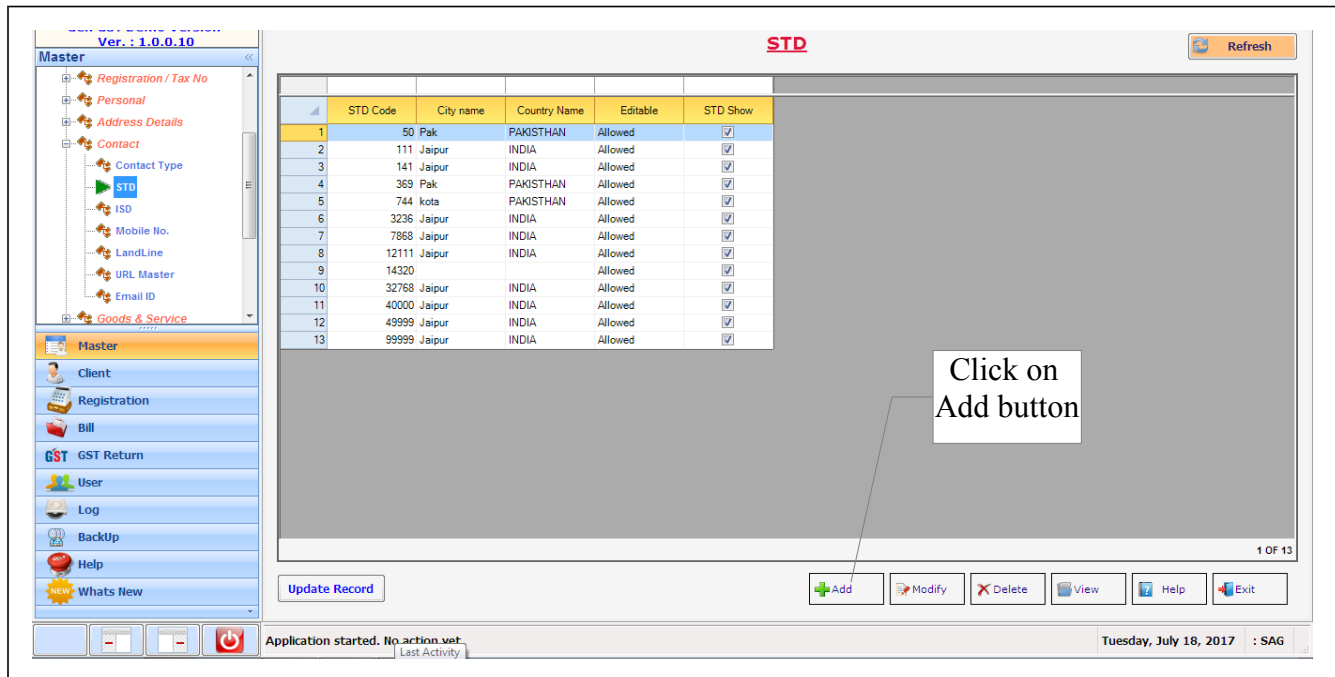 Ver. : 1.0.0.10
Master
Registration / Tax No
Personal
Address Details
Contact
Contact Type
STD
ISD
Mobile No.
LandLine
URL Master
Email ID
Goods & Service
Master
Client
Registration
Bill
GST GST Return
User
Log
BackUp
Help
NEW Whats New
STD
Refresh
STD Code City name Country Name Editable STD Show
1 50 Pak PAKISTHAN Allowed
2 111 Jaipur INDIA Allowed
3 141 Jaipur INDIA Allowed
4 369 Pak PAKISTHAN Allowed
5 744 kota PAKISTHAN Allowed
6 3236 Jaipur INDIA Allowed
7 7868 Jaipur INDIA Allowed
8 12111 Jaipur INDIA Allowed
9 14320 Allowed
10 32768 Jaipur INDIA Allowed
11 40000 Jaipur INDIA Allowed
12 49999 Jaipur INDIA Allowed
13 99999 Jaipur INDIA Allowed
Click on
Add button
1 OF 13
Update Record
Add Modify Delete View Help Exit
Application started. No action yet
Last Activity
Tuesday, July 18, 2017 : SAG